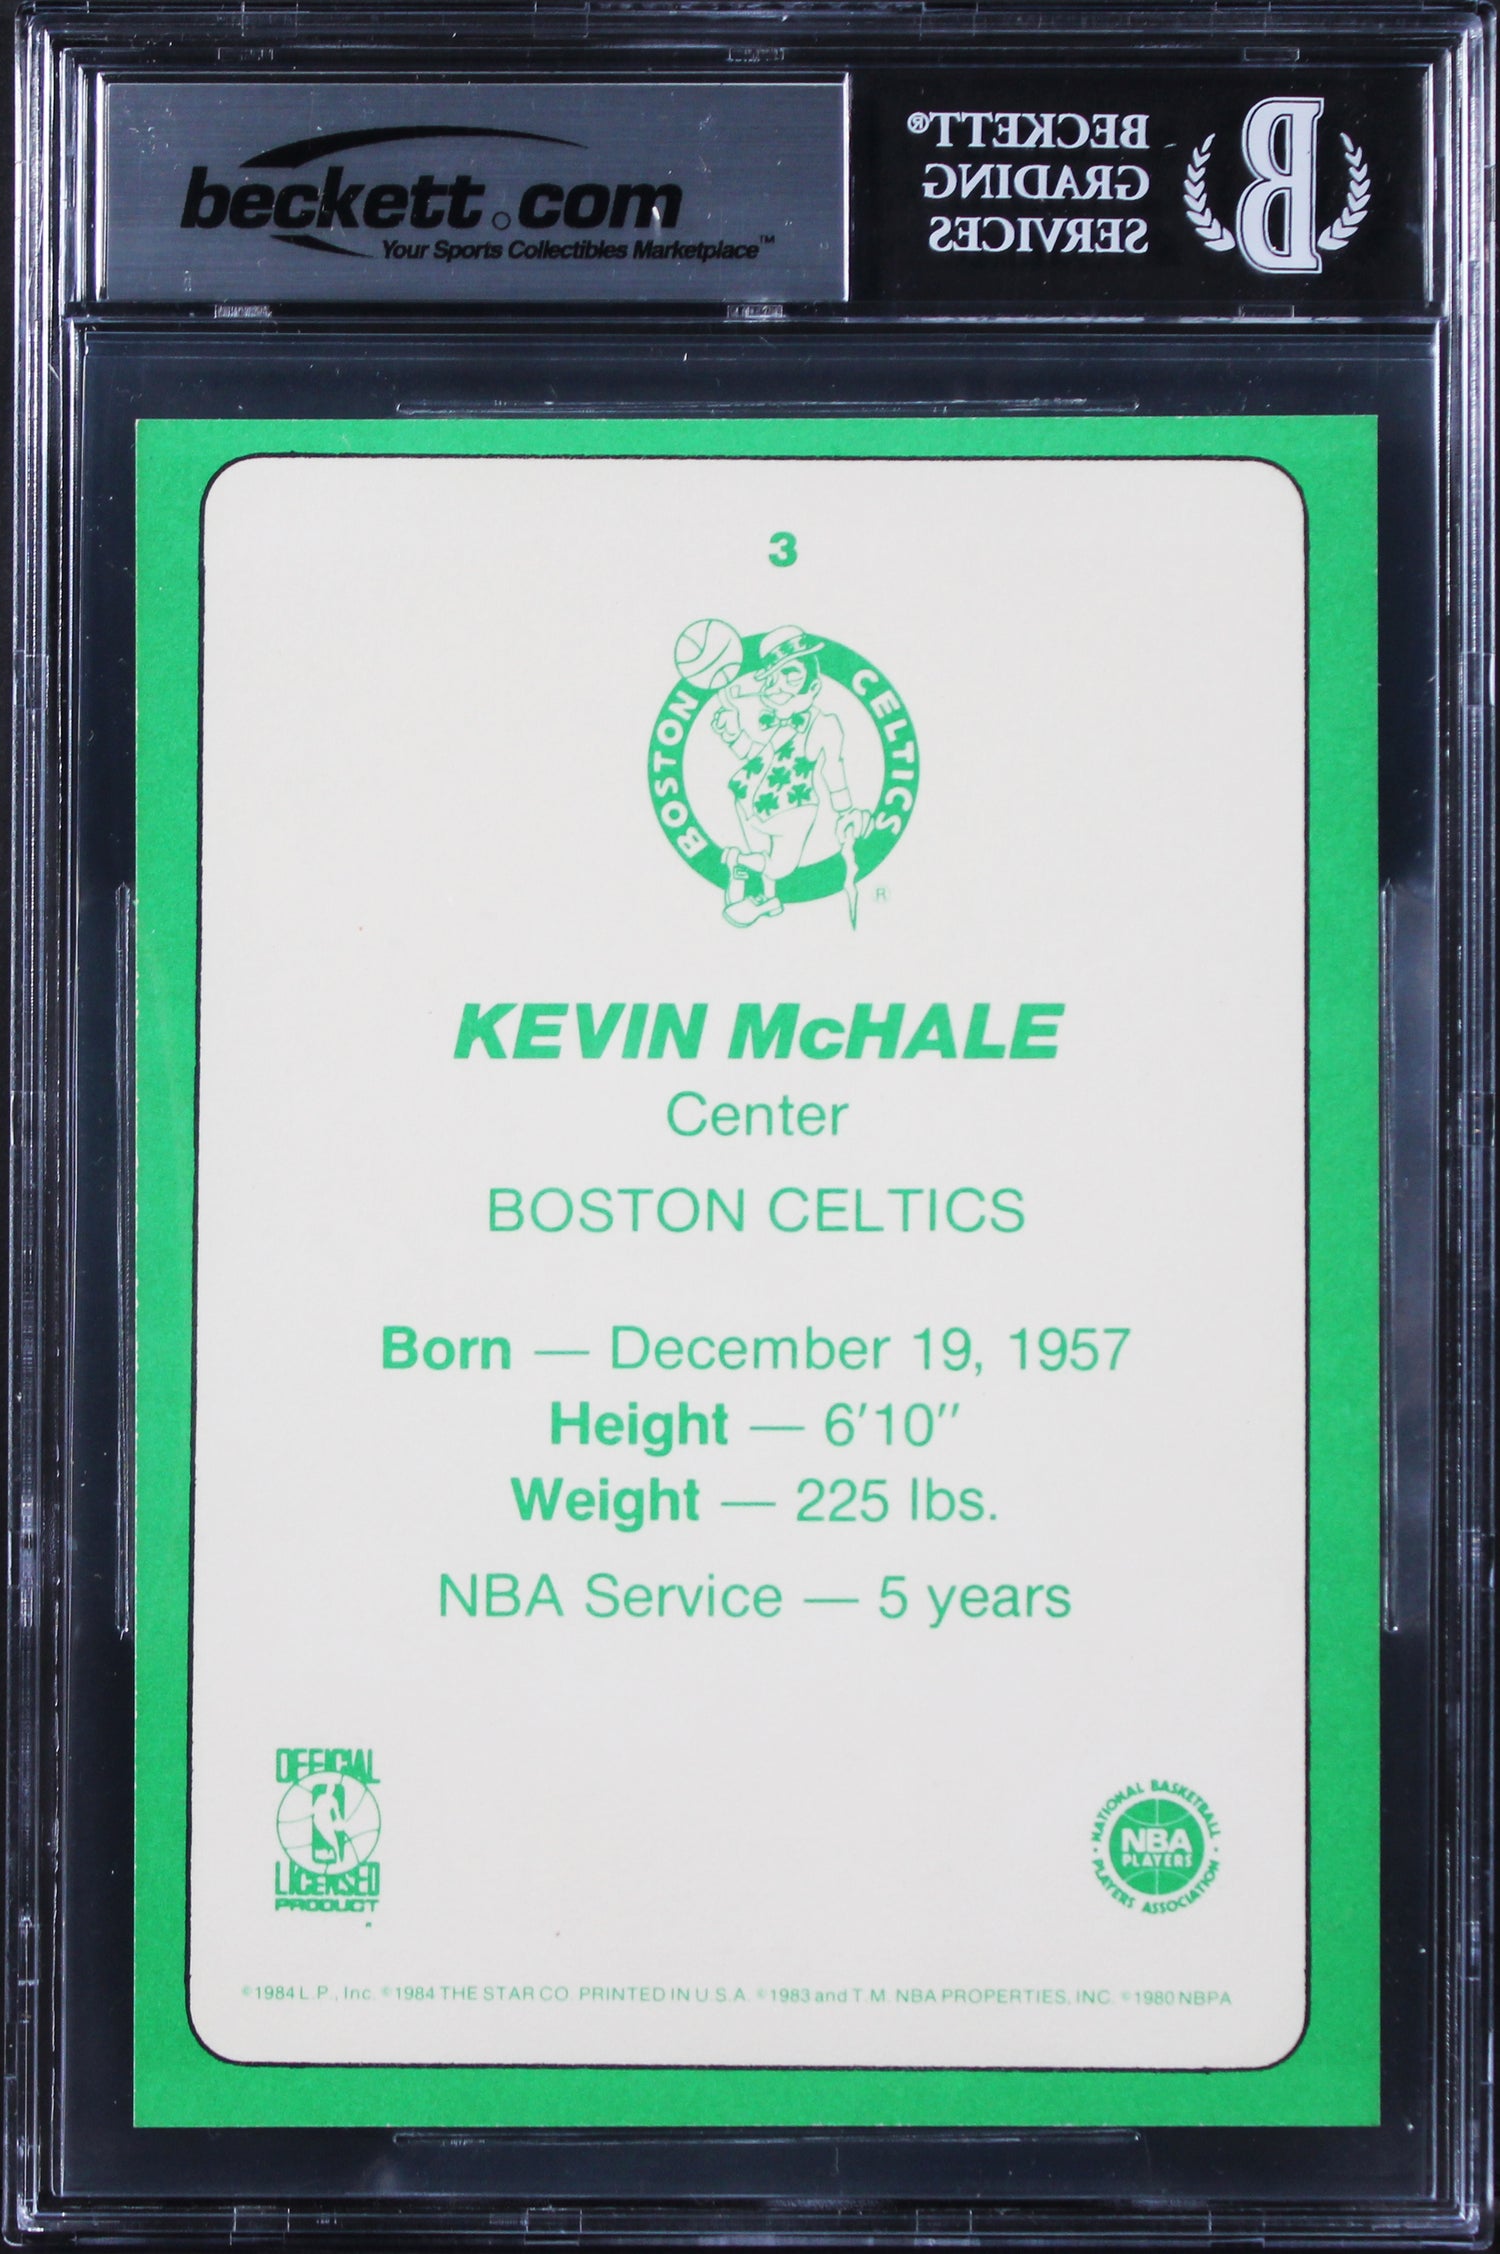 beckett.com
Your Sports Collectibles Marketplace™
BECKETT®
GRADING
SERVICES
B
3
BOSTON CELTICS
®
KEVIN McHALE
Center
BOSTON CELTICS
Born — December 19, 1957
Height — 6'10"
Weight — 225 lbs.
NBA Service — 5 years
OFFICIAL
LICENSED
PRODUCT
NATIONAL BASKETBALL
NBA
PLAYERS
PLAYERS ASSOCIATION
©1984 L.P., Inc. ©1984 THE STAR CO. PRINTED IN U.S.A. ©1983 and T.M. NBA PROPERTIES, INC. ©1980 NBPA